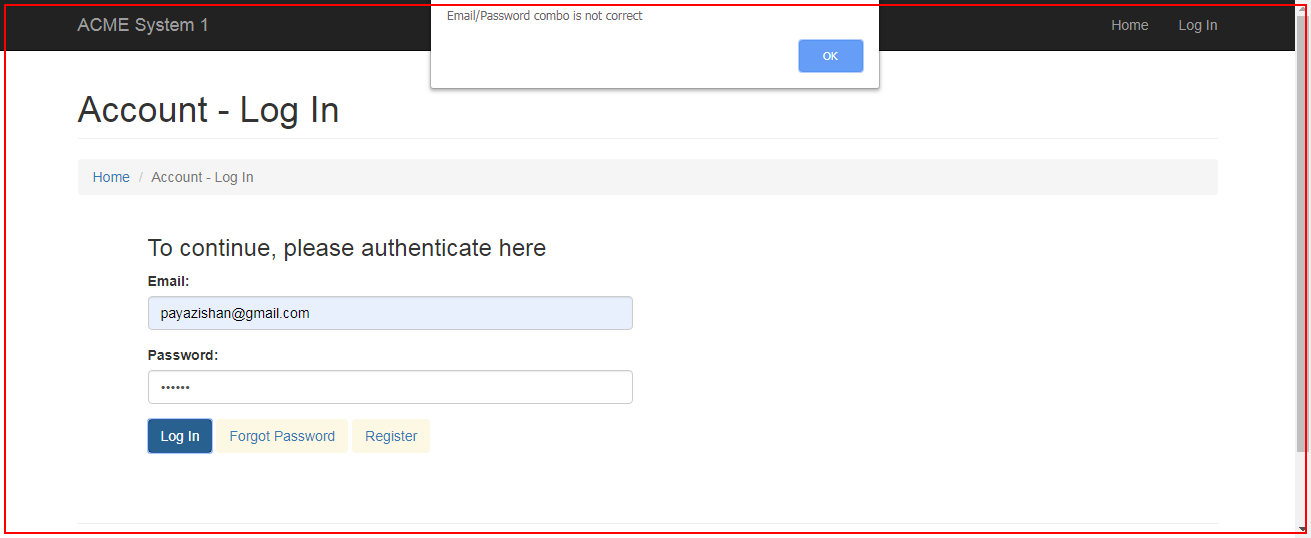 ACME System 1
Email/Password combo is not correct
Home Log In
OK
Account - Log In
Home / Account - Log In
To continue, please authenticate here
Email:
payazishan@gmail.com
Password:
••••••
Log In Forgot Password Register